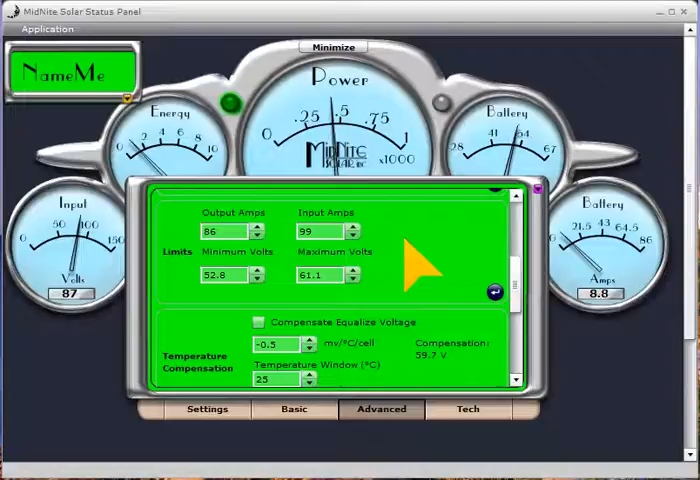 MidNite Solar Status Panel
Application
NameMe
Minimize
Power
0 .25 .5 .75 1
x1000
MIDNITE
SOLAR INC
Energy
0 2 4 6 8 10
Battery
28 41 54 67
Input
0 50 100 150
Volts
87
Battery
0 21.5 43 64.5 86
Amps
8.8
Output Amps Input Amps
86 99
Limits
Minimum Volts Maximum Volts
52.8 61.1
Compensate Equalize Voltage
-0.5 mv/°C/cell
Compensation:
59.7 V
Temperature
Compensation
Temperature Window (°C)
25
Settings Basic Advanced Tech